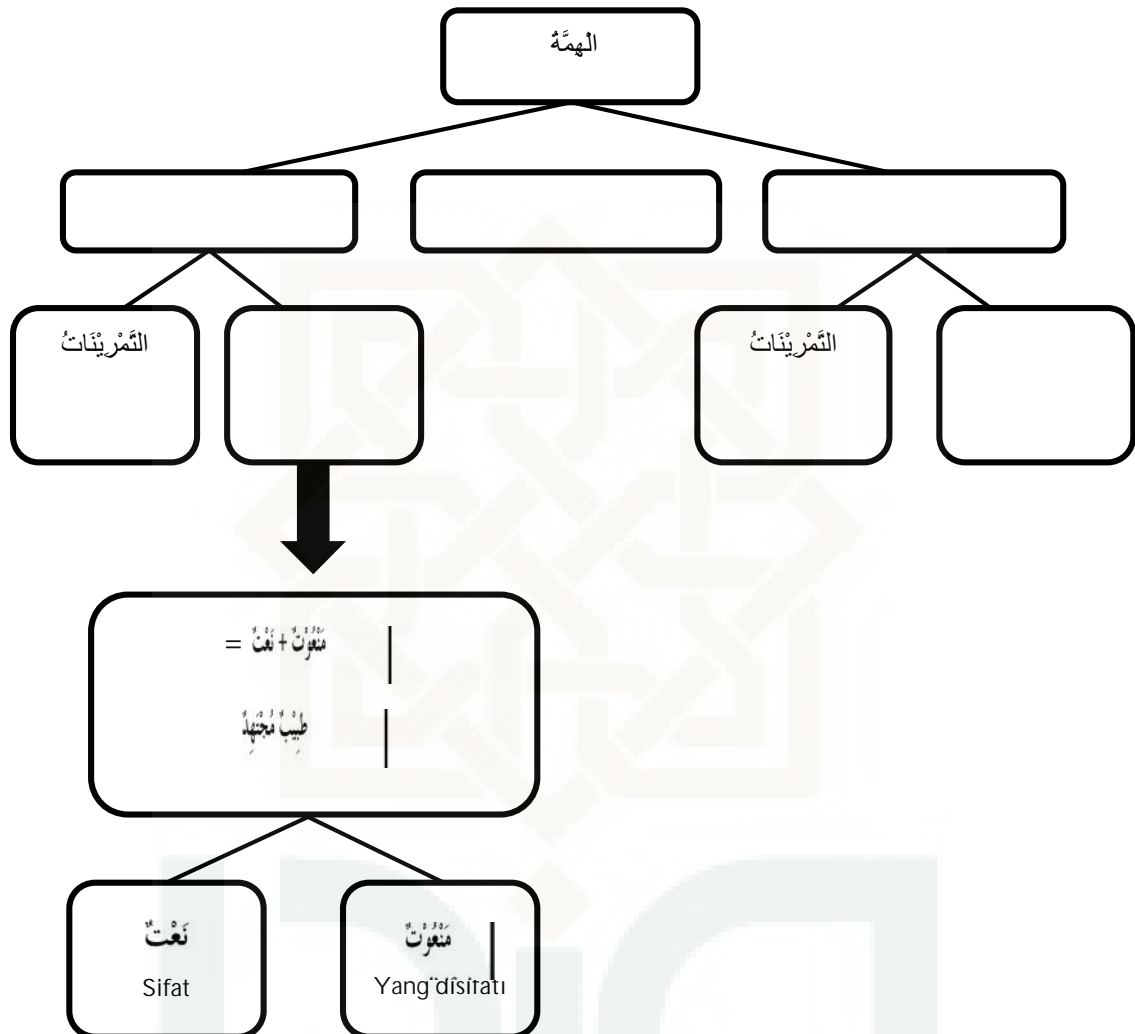 الْهِمَّةُ
التَّمْرِيْنَاتُ
التَّمْرِيْنَاتُ
مَنْعُوْتٌ + نَعْتٌ =
طَبِيْبٌ مُجْتَهِدٌ
نَعْتٌ
Sifat
مَنْعُوْتٌ
Yang disifati